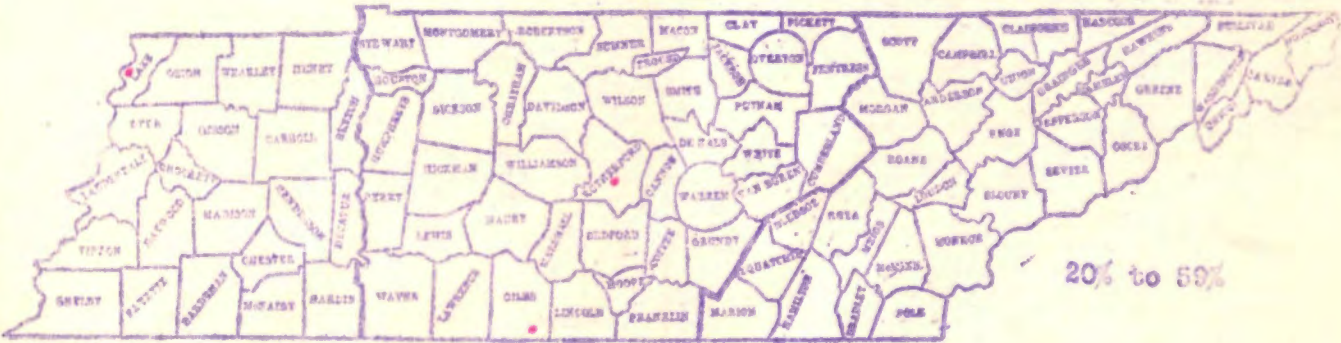 CLAY PICKETT CLAIBORNE HANCOCK SULLIVAN
STEWART MONTGOMERY ROBERTSON SUMNER MACON SCOTT CAMPBELL HAWKINS
LAKE OBION WEAKLEY HENRY TROUSDALE JACKSON OVERTON FENTRESS UNION GRAINGER
HOUSTON CHEATHAM SMITH WASHINGTON CARTER
DICKSON DAVIDSON WILSON PUTNAM MORGAN ANDERSON GREENE
DYER GIBSON CARROLL BENTON HUMPHREYS JEFFERSON
DE KALB WHITE CUMBERLAND KNOX COCKE
LAUDERDALE CROCKETT HICKMAN WILLIAMSON RUTHERFORD CANNON ROANE SEVIER
HAYWOOD MADISON HENDERSON DECATUR PERRY WARREN VAN BUREN LOUDON BLOUNT
TIPTON LEWIS MAURY MARSHALL BEDFORD COFFEE GRUNDY BLEDSOE RHEA MEIGS MONROE
CHESTER MOORE SEQUATCHIE McMINN
SHELBY FAYETTE HARDEMAN McNAIRY HARDIN WAYNE LAWRENCE GILES LINCOLN FRANKLIN MARION HAMILTON BRADLEY POLK
20% to 59%